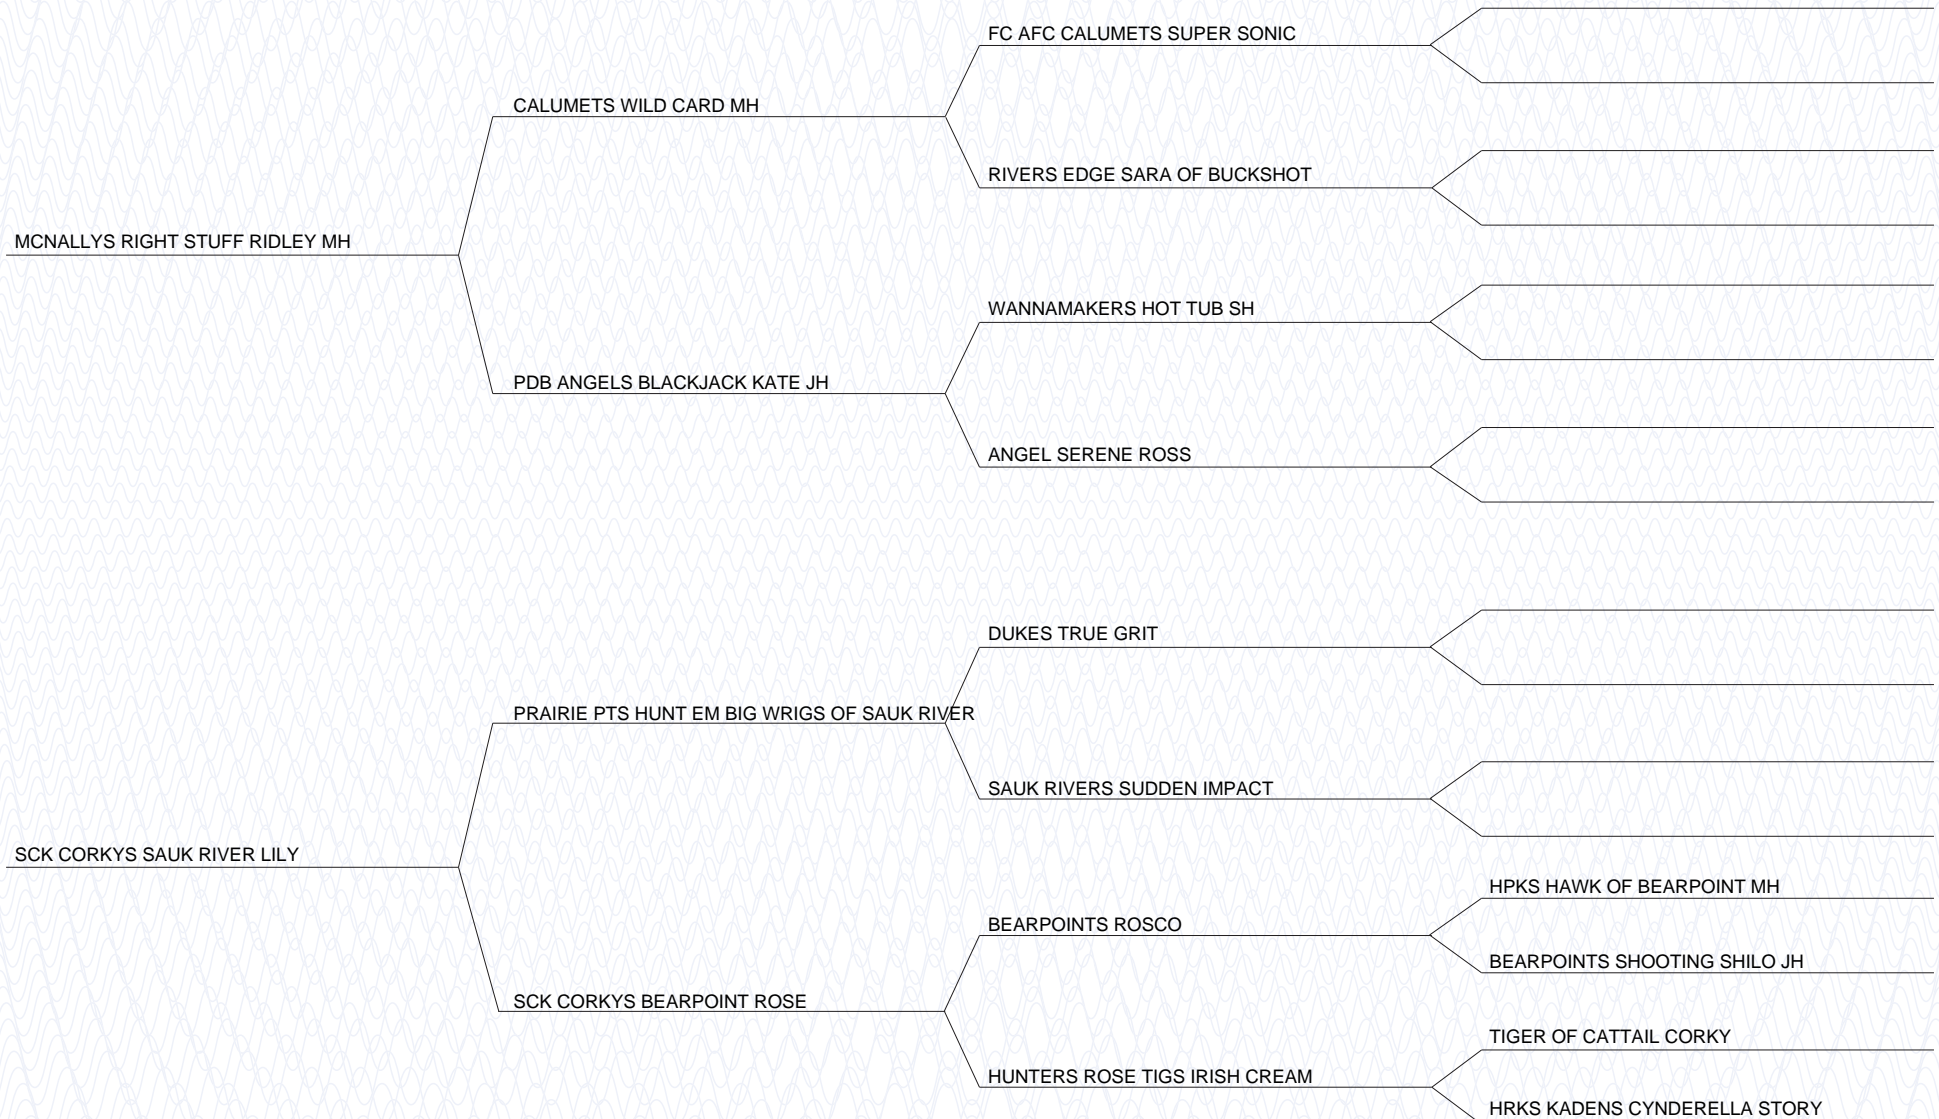 FC AFC CALUMETS SUPER SONIC
CALUMETS WILD CARD MH
RIVERS EDGE SARA OF BUCKSHOT
MCNALLYS RIGHT STUFF RIDLEY MH
WANNAMAKERS HOT TUB SH
PDB ANGELS BLACKJACK KATE JH
ANGEL SERENE ROSS
DUKES TRUE GRIT
PRAIRIE PTS HUNT EM BIG WRIGS OF SAUK RIVER
SAUK RIVERS SUDDEN IMPACT
SCK CORKYS SAUK RIVER LILY
HPKS HAWK OF BEARPOINT MH
BEARPOINTS ROSCO
BEARPOINTS SHOOTING SHILO JH
SCK CORKYS BEARPOINT ROSE
TIGER OF CATTAIL CORKY
HUNTERS ROSE TIGS IRISH CREAM
HRKS KADENS CYNDERELLA STORY